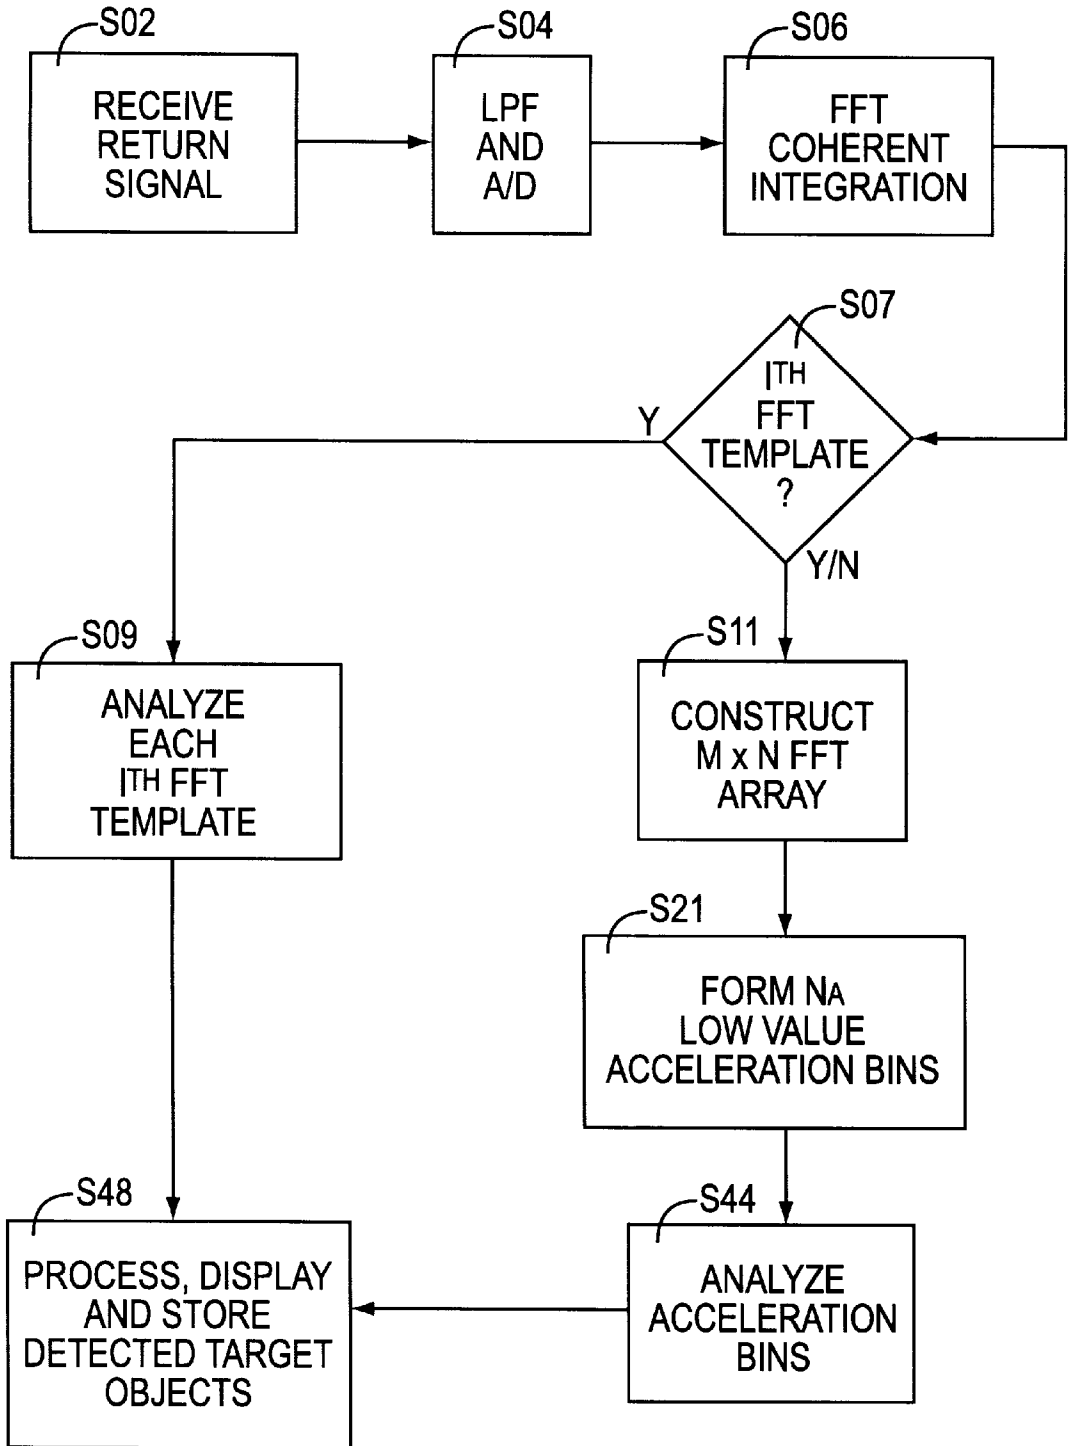 S02
RECEIVE
RETURN
SIGNAL
S04
LPF
AND
A/D
S06
FFT
COHERENT
INTEGRATION
S07
ITH
FFT
TEMPLATE
?
Y
Y/N
S09
ANALYZE
EACH
ITH FFT
TEMPLATE
S11
CONSTRUCT
M x N FFT
ARRAY
S21
FORM NA
LOW VALUE
ACCELERATION BINS
S44
ANALYZE
ACCELERATION
BINS
S48
PROCESS, DISPLAY
AND STORE
DETECTED TARGET
OBJECTS